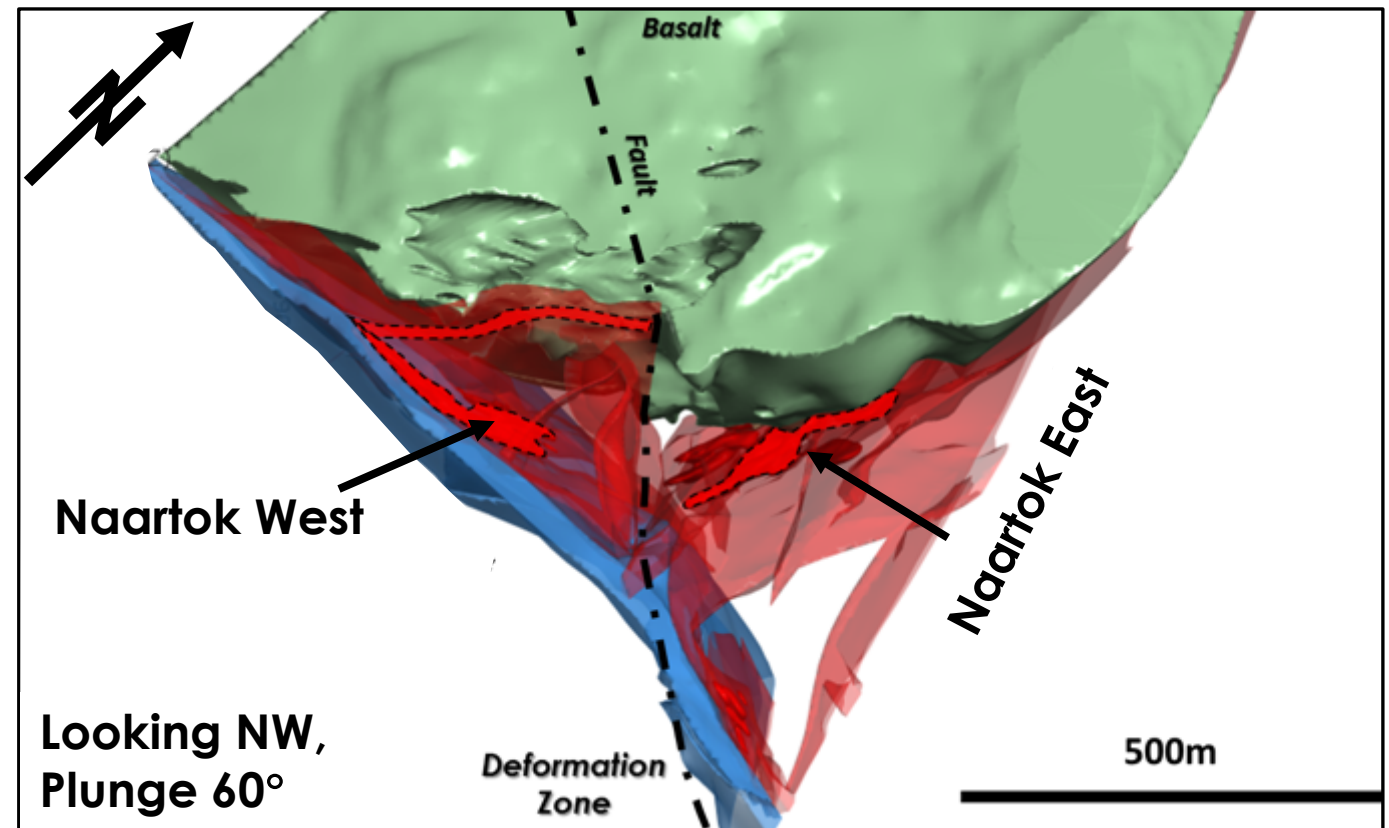 Basalt
N
Fault
Naartok West
Naartok East
Looking NW,
Plunge 60°
Deformation
Zone
500m